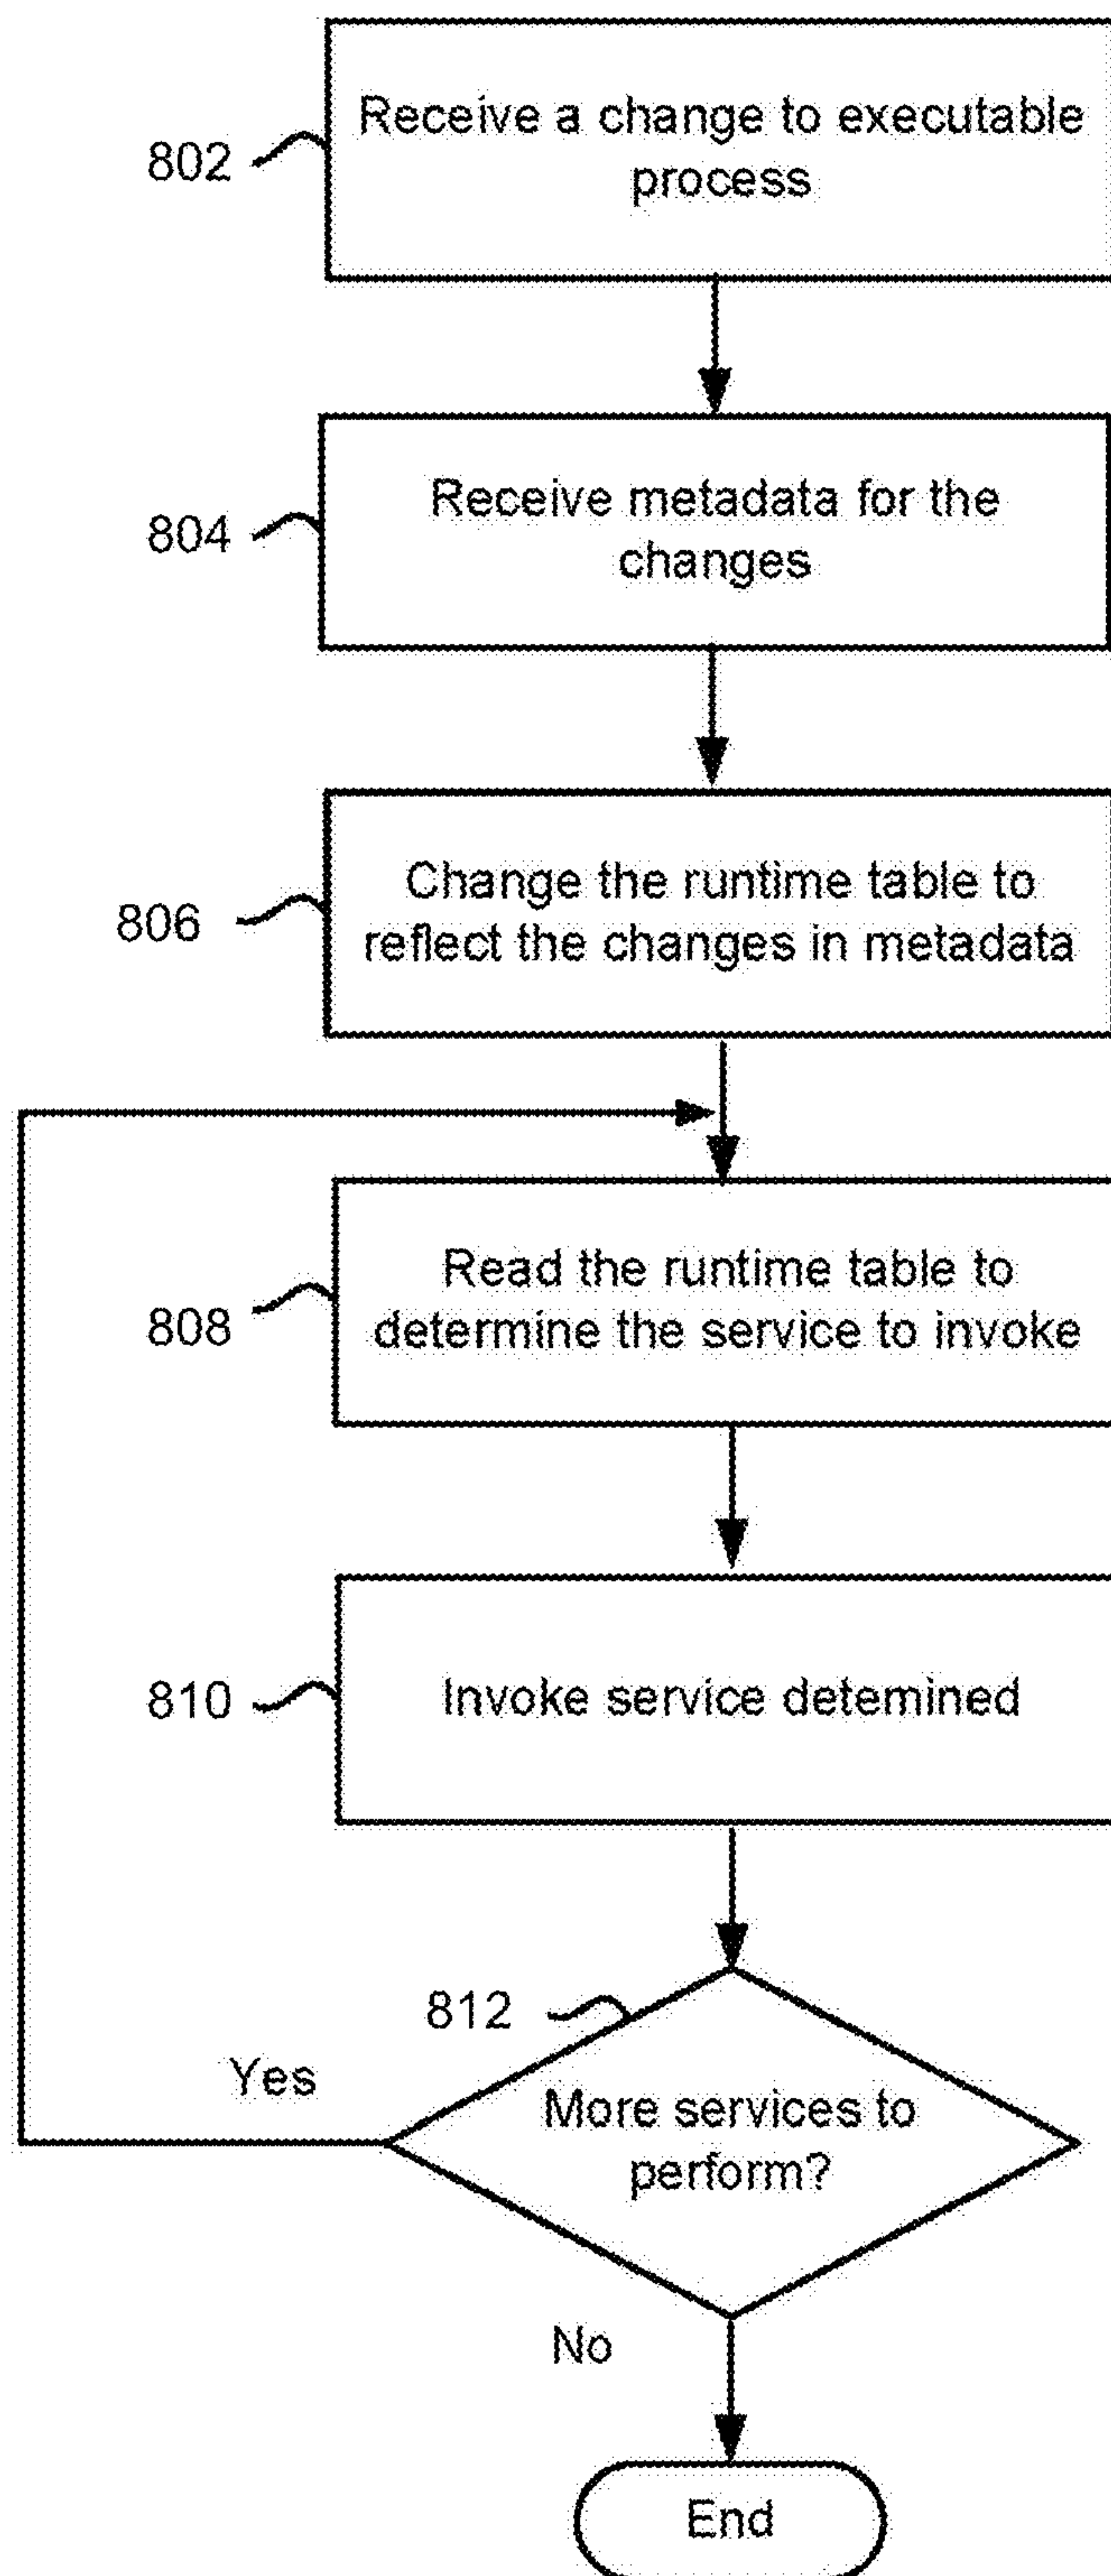 Receive a change to executable
process
802
Receive metadata for the
changes
804
Change the runtime table to
reflect the changes in metadata
806
Read the runtime table to
determine the service to invoke
808
Invoke service detemined
810
812
More services to
perform?
Yes
No
End